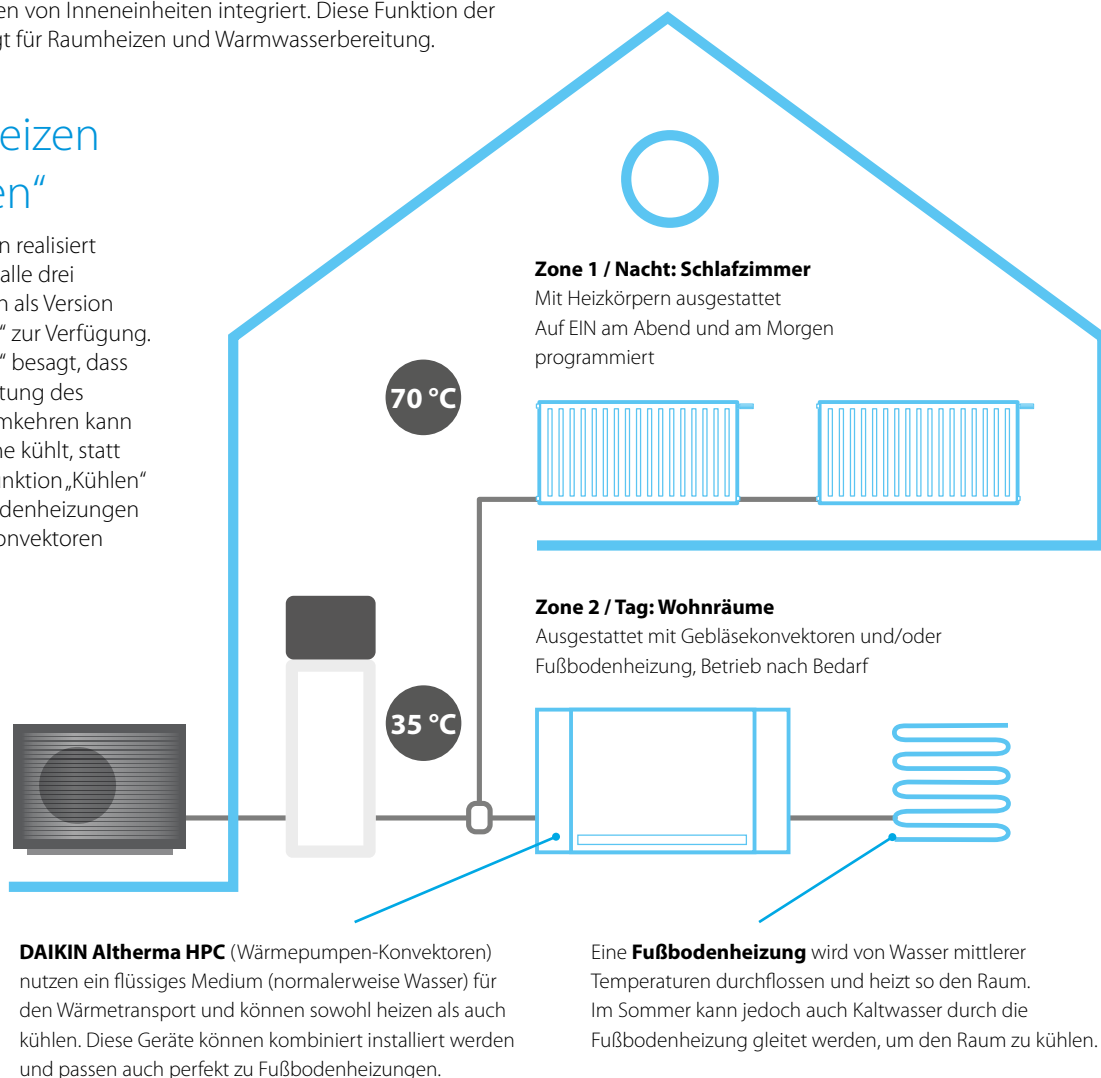 en von Inneneinheiten integriert. Diese Funktion der
gt für Raumheizen und Warmwasserbereitung.
eizen
en“
n realisiert
alle drei
n als Version
“ zur Verfügung.
“ besagt, dass
tung des
mkehren kann
ne kühlt, statt
unktion „Kühlen“
denheizungen
onvektoren
Zone 1 / Nacht: Schlafzimmer
Mit Heizkörpern ausgestattet
Auf EIN am Abend und am Morgen
programmiert
70 °C
Zone 2 / Tag: Wohnräume
Ausgestattet mit Gebläsekonvektoren und/oder
Fußbodenheizung, Betrieb nach Bedarf
35 °C
DAIKIN Altherma HPC (Wärmepumpen-Konvektoren)
nutzen ein flüssiges Medium (normalerweise Wasser) für
den Wärmetransport und können sowohl heizen als auch
kühlen. Diese Geräte können kombiniert installiert werden
und passen auch perfekt zu Fußbodenheizungen.
Eine Fußbodenheizung wird von Wasser mittlerer
Temperaturen durchflossen und heizt so den Raum.
Im Sommer kann jedoch auch Kaltwasser durch die
Fußbodenheizung gleitet werden, um den Raum zu kühlen.